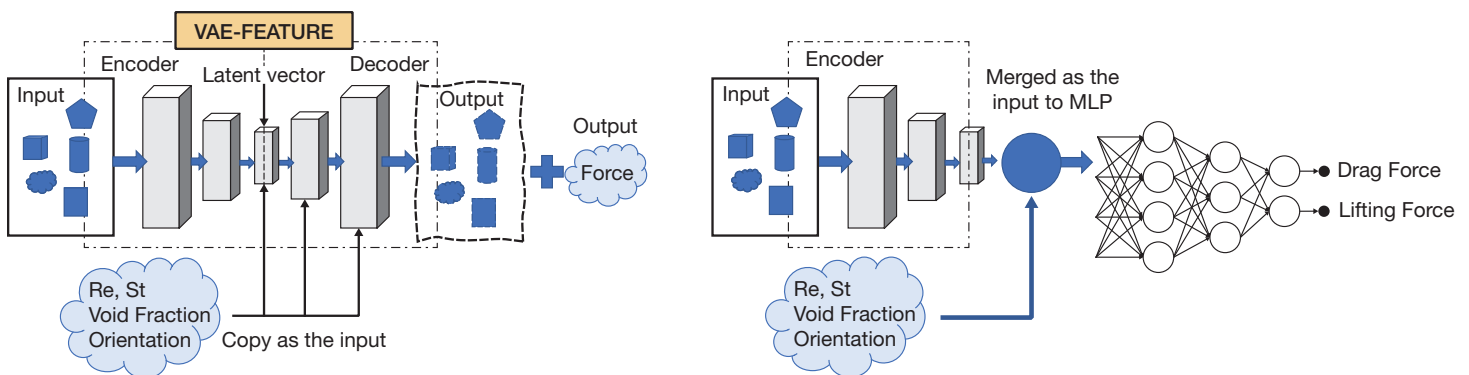 VAE-FEATURE
Encoder
Decoder
Latent vector
Input
Output
Output
Force
Re, St
Void Fraction
Orientation
Copy as the input
Encoder
Input
Merged as the
input to MLP
Drag Force
Lifting Force
Re, St
Void Fraction
Orientation